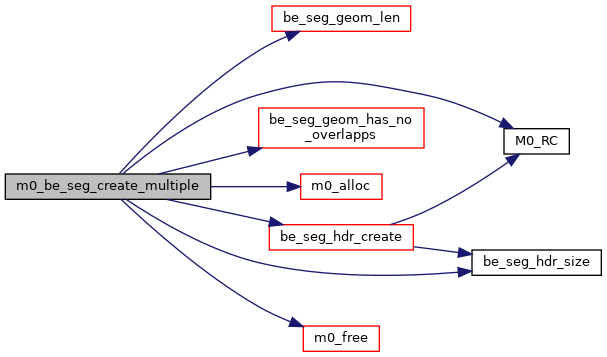 be_seg_geom_len
be_seg_geom_has_no
_overlapps
M0_RC
m0_be_seg_create_multiple
m0_alloc
be_seg_hdr_create
be_seg_hdr_size
m0_free